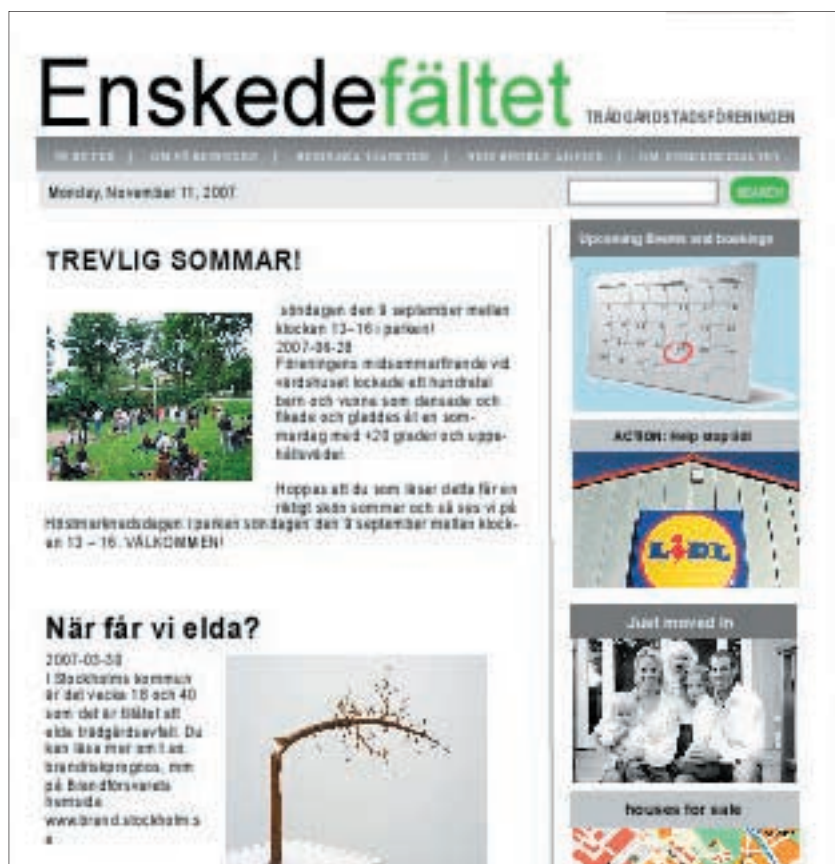 Enskedefältet
TRÄDGÅRDSTADSFÖRENINGEN
Monday, November 11, 2007
SEARCH
TREVLIG SOMMAR!
söndagen den 9 september mellan
klockan 13–16 i parken!
2007-06-28
Föreningens midsommarfirande vid
värdshuset lockade ett hundratal
barn och vuxna som dansade och
fikade och gladdes åt en som-
mardag med +20 grader och uppe-
hållsväder.
Hoppas att du som läser detta får en
riktigt skön sommar och så ses vi på
Höstmarknadsdagen i parken söndagen den 9 september mellan klock-
an 13 – 16. VÄLKOMMEN!
När får vi elda?
2007-03-30
I Stockholms kommun
är det vecka 18 och 40
som det är tillåtet att
elda trädgårdsavfall. Du
kan läsa mer om t.ex.
brandriskprognos, mm
på Brandförsvarets
hemsida
www.brand.stockholm.s
e
Upcoming Events and bookings
ACTION: Help stop lidl
LIDL
Just moved in
houses for sale